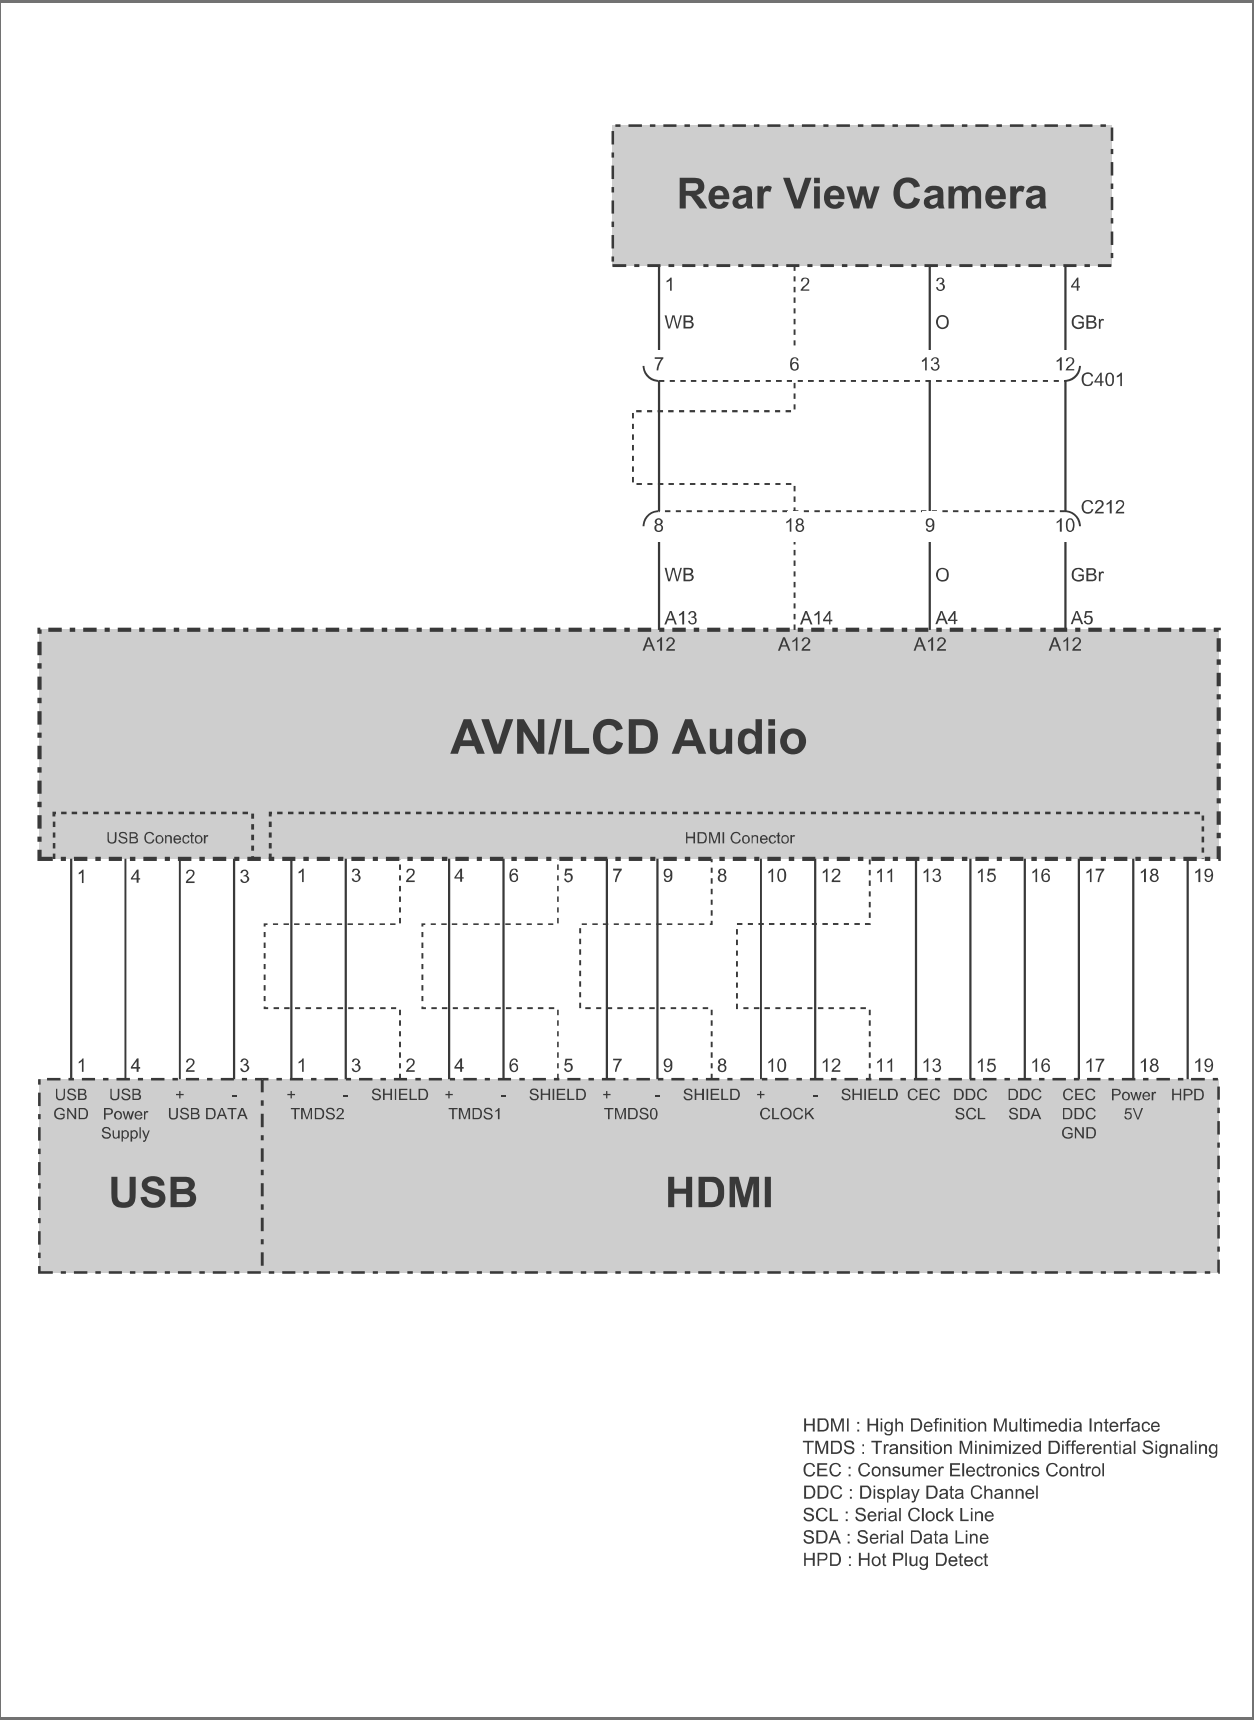 Rear View Camera
1 2 3 4
WB O GBr
7 6 13 12
C401
C212
8 18 9 10
WB O GBr
A13 A14 A4 A5
A12 A12 A12 A12
AVN/LCD Audio
USB Conector HDMI Conector
1 4 2 3 1 3 2 4 6 5 7 9 8 10 12 11 13 15 16 17 18 19
1 4 2 3 1 3 2 4 6 5 7 9 8 10 12 11 13 15 16 17 18 19
USB USB + - + - SHIELD + - SHIELD + - SHIELD + - SHIELD CEC DDC DDC CEC Power HPD
GND Power USB DATA TMDS2 TMDS1 TMDS0 CLOCK SCL SDA DDC 5V
Supply GND
USB HDMI
HDMI : High Definition Multimedia Interface
TMDS : Transition Minimized Differential Signaling
CEC : Consumer Electronics Control
DDC : Display Data Channel
SCL : Serial Clock Line
SDA : Serial Data Line
HPD : Hot Plug Detect